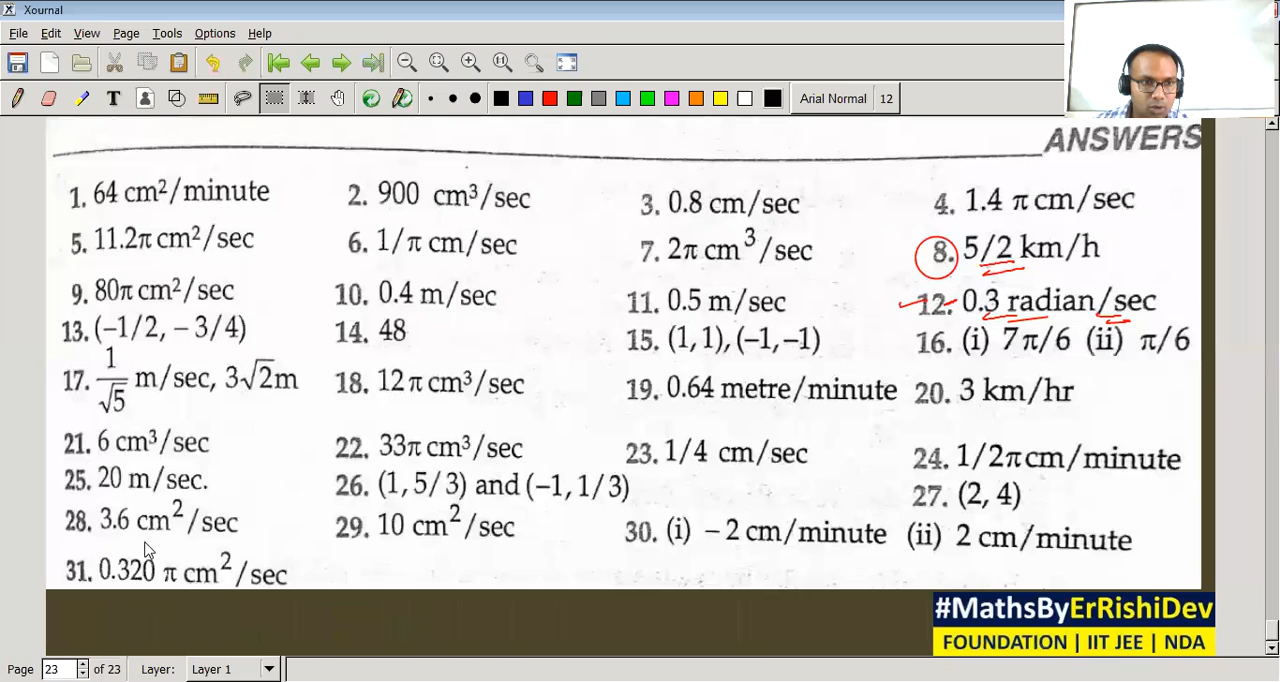 Xournal
File Edit View Page Tools Options Help
Arial Normal 12
ANSWERS
1. 64 cm²/minute 2. 900 cm³/sec 3. 0.8 cm/sec 4. 1.4 π cm/sec
5. 11.2π cm²/sec 6. 1/π cm/sec 7. 2π cm³/sec 8. 5/2 km/h
9. 80π cm²/sec 10. 0.4 m/sec 11. 0.5 m/sec 12. 0.3 radian/sec
13. (−1/2, − 3/4) 14. 48 15. (1, 1), (−1, −1) 16. (i) 7π/6 (ii) π/6
17. 1/√5 m/sec, 3√2m 18. 12π cm³/sec 19. 0.64 metre/minute 20. 3 km/hr
21. 6 cm³/sec 22. 33π cm³/sec 23. 1/4 cm/sec 24. 1/2π cm/minute
25. 20 m/sec. 26. (1, 5/3) and (−1, 1/3) 27. (2, 4)
28. 3.6 cm²/sec 29. 10 cm²/sec 30. (i) − 2 cm/minute (ii) 2 cm/minute
31. 0.320 π cm²/sec
#MathsByErRishiDev
FOUNDATION | IIT JEE | NDA
Page 23 of 23 Layer: Layer 1